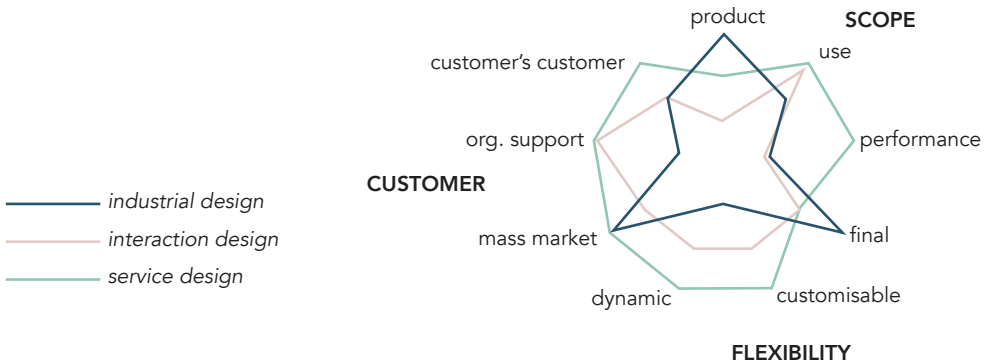 product
SCOPE
use
customer’s customer
org. support
performance
CUSTOMER
industrial design
interaction design
mass market
final
service design
dynamic
customisable
FLEXIBILITY